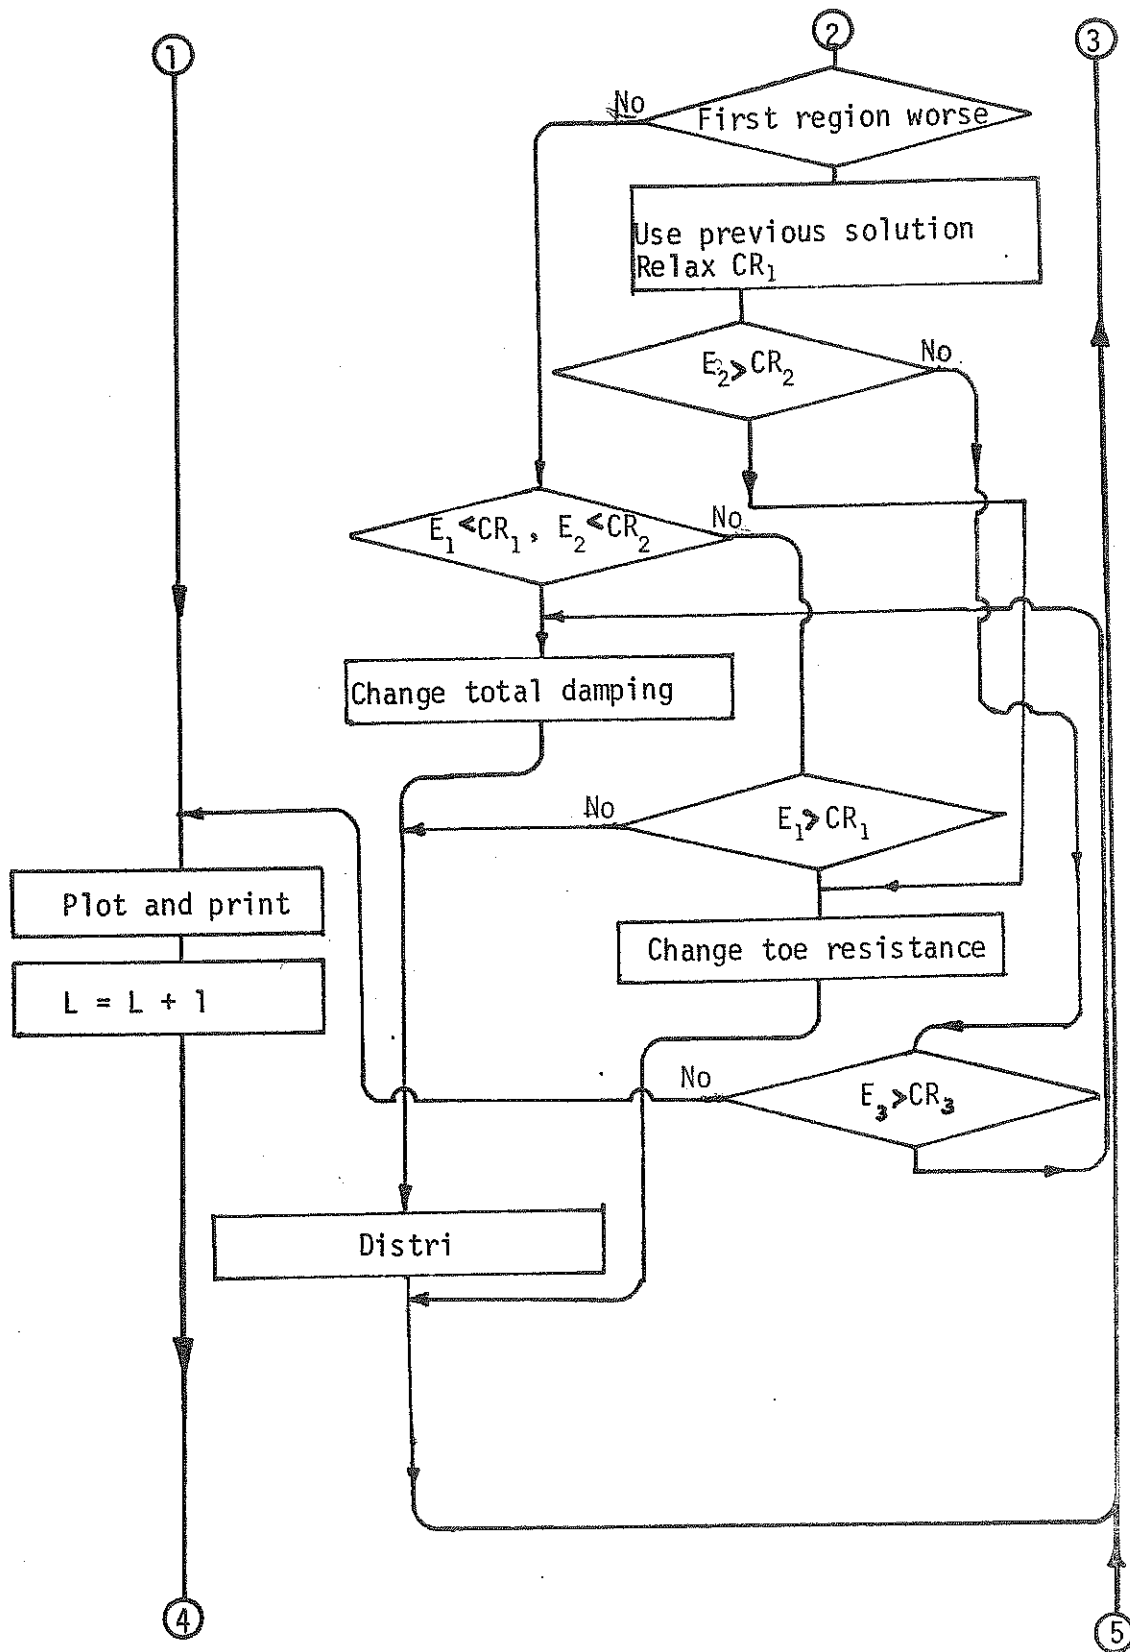 1
2
3
No
First region worse
Use previous solution
Relax CR₁
E₂>CR₂
No
E₁≤CR₁, E₂≤CR₂
No
Change total damping
No
E₁>CR₁
Plot and print
Change toe resistance
L = L + 1
No
E₃>CR₃
Distri
4
5